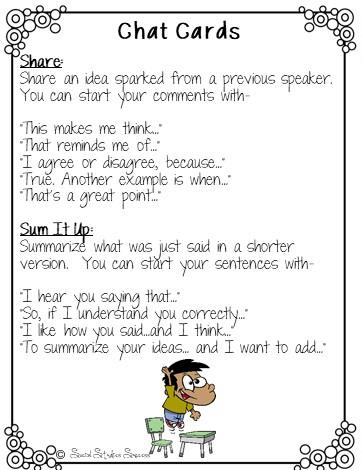 Chat Cards
Share:
Share an idea sparked from a previous speaker.
You can start your comments with-
"This makes me think..."
"That reminds me of..."
"I agree or disagree, because..."
"True. Another example is when..."
"That's a great point..."
Sum It Up:
Summarize what was just said in a shorter
version. You can start your sentences with-
"I hear you saying that..."
"So, if I understand you correctly..."
"I like how you said...and I think..."
"To summarize your ideas... and I want to add..."
© Social Studies Success